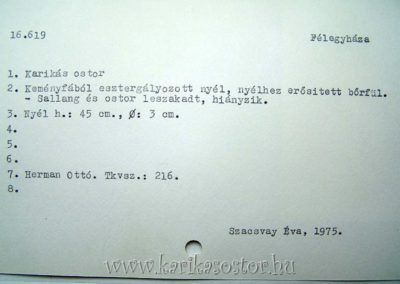 16.619 Félegyháza
1. Karikás ostor
2. Keményfából esztergályozott nyél, nyélhez erősített bőrfül.
- Sallang és ostor leszakadt, hiányzik.
3. Nyél h.: 45 cm., Ø: 3 cm.
4.
5.
6.
7. Herman Ottó. Tkvsz.: 216.
8.
Szacsvay Éva, 1975.
www.karikasostor.hu